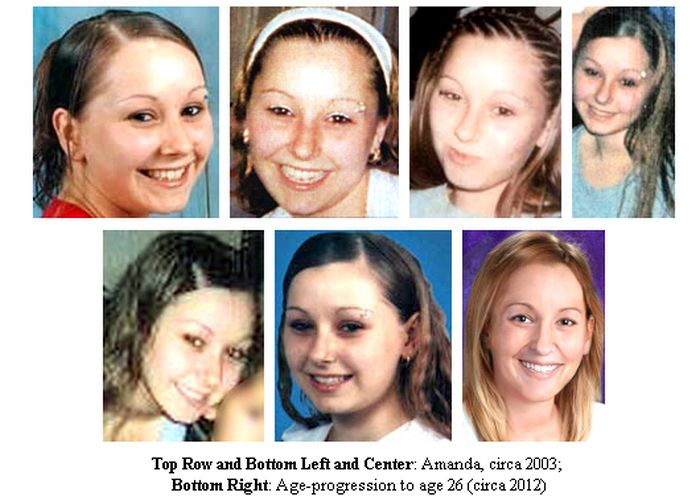 Top Row and Bottom Left and Center: Amanda, circa 2003;
Bottom Right: Age-progression to age 26 (circa 2012)